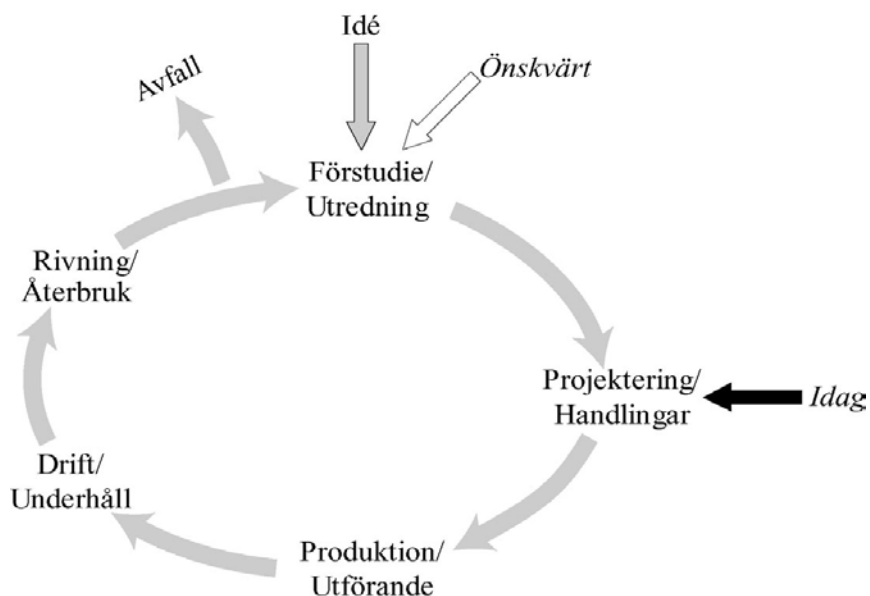 Idé
Önskvärt
Avfall
Förstudie/
Utredning
Rivning/
Återbruk
Projektering/
Handlingar
Idag
Drift/
Underhåll
Produktion/
Utförande